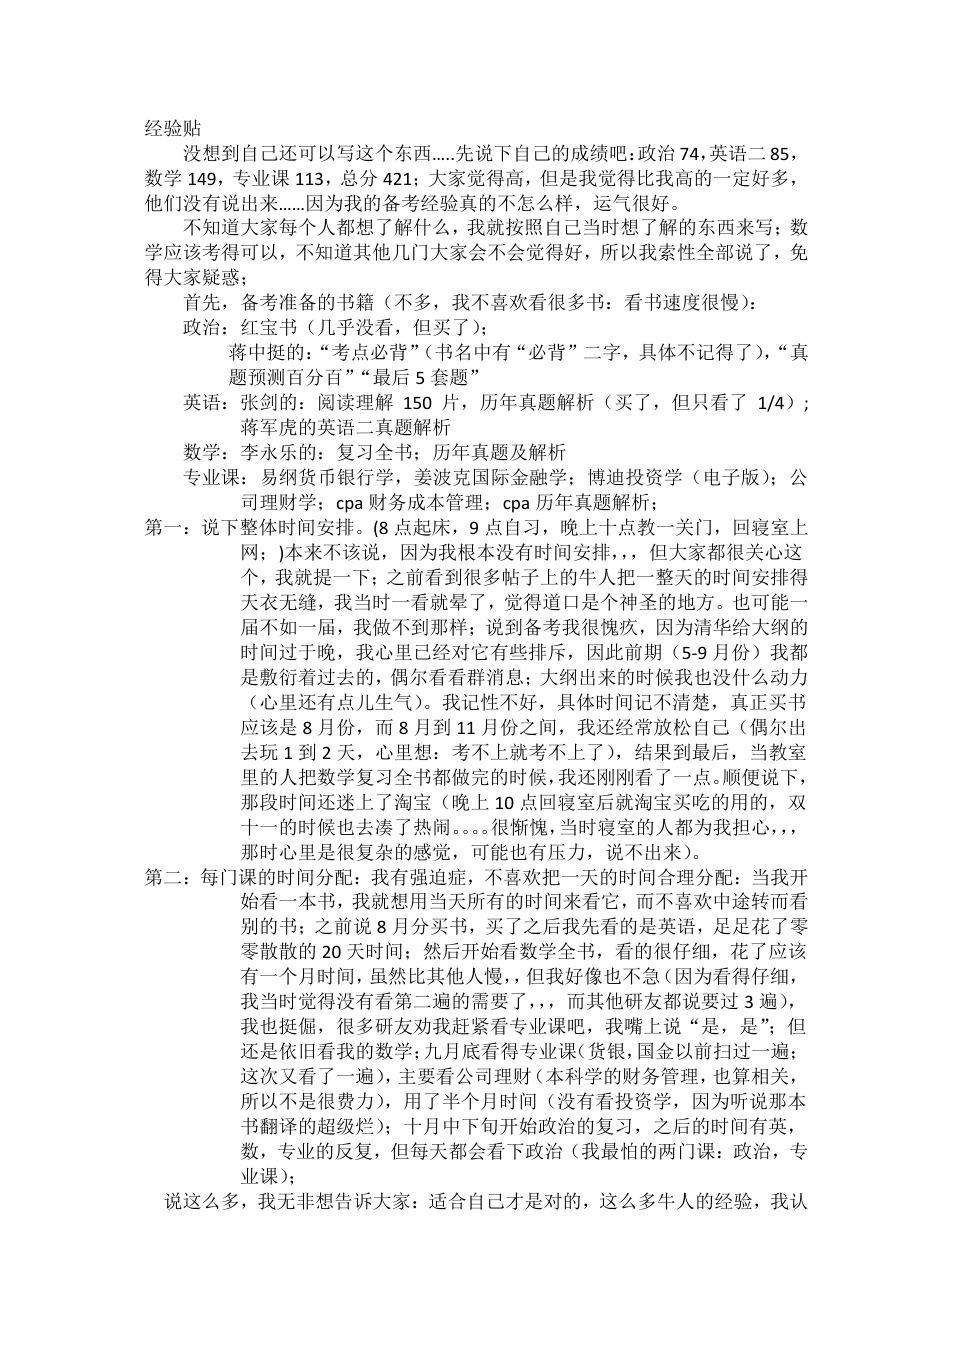 经验贴
没想到自己还可以写这个东西…..先说下自己的成绩吧：政治 74，英语二 85，
数学 149，专业课 113，总分 421；大家觉得高，但是我觉得比我高的一定好多，
他们没有说出来……因为我的备考经验真的不怎么样，运气很好。
不知道大家每个人都想了解什么，我就按照自己当时想了解的东西来写；数
学应该考得可以，不知道其他几门大家会不会觉得好，所以我索性全部说了，免
得大家疑惑；
首先，备考准备的书籍（不多，我不喜欢看很多书：看书速度很慢）：
政治：红宝书（几乎没看，但买了）；
蒋中挺的：“考点必背”（书名中有“必背”二字，具体不记得了），“真
题预测百分百”“最后 5 套题”
英语：张剑的：阅读理解 150 片，历年真题解析（买了，但只看了 1/4）；
蒋军虎的英语二真题解析
数学：李永乐的：复习全书；历年真题及解析
专业课：易纲货币银行学，姜波克国际金融学；博迪投资学（电子版）；公
司理财学；cpa 财务成本管理；cpa 历年真题解析；
第一：说下整体时间安排。(8 点起床，9 点自习，晚上十点教一关门，回寝室上
网；)本来不该说，因为我根本没有时间安排，，，但大家都很关心这
个，我就提一下；之前看到很多帖子上的牛人把一整天的时间安排得
天衣无缝，我当时一看就晕了，觉得道口是个神圣的地方。也可能一
届不如一届，我做不到那样；说到备考我很愧疚，因为清华给大纲的
时间过于晚，我心里已经对它有些排斥，因此前期（5-9 月份）我都
是敷衍着过去的，偶尔看看群消息；大纲出来的时候我也没什么动力
（心里还有点儿生气）。我记性不好，具体时间记不清楚，真正买书
应该是 8 月份，而 8 月到 11 月份之间，我还经常放松自己（偶尔出
去玩 1 到 2 天，心里想：考不上就考不上了），结果到最后，当教室
里的人把数学复习全书都做完的时候，我还刚刚看了一点。顺便说下，
那段时间还迷上了淘宝（晚上 10 点回寝室后就淘宝买吃的用的，双
十一的时候也去凑了热闹。。。。很惭愧，当时寝室的人都为我担心，，，
那时心里是很复杂的感觉，可能也有压力，说不出来）。
第二：每门课的时间分配：我有强迫症，不喜欢把一天的时间合理分配：当我开
始看一本书，我就想用当天所有的时间来看它，而不喜欢中途转而看
别的书；之前说 8 月分买书，买了之后我先看的是英语，足足花了零
零散散的 20 天时间；然后开始看数学全书，看的很仔细，花了应该
有一个月时间，虽然比其他人慢，，但我好像也不急（因为看得仔细，
我当时觉得没有看第二遍的需要了，，，而其他研友都说要过 3 遍），
我也挺倔，很多研友劝我赶紧看专业课吧，我嘴上说“是，是”；但
还是依旧看我的数学；九月底看得专业课（货银，国金以前扫过一遍；
这次又看了一遍），主要看公司理财（本科学的财务管理，也算相关，
所以不是很费力），用了半个月时间（没有看投资学，因为听说那本
书翻译的超级烂）；十月中下旬开始政治的复习，之后的时间有英，
数，专业的反复，但每天都会看下政治（我最怕的两门课：政治，专
业课）；
说这么多，我无非想告诉大家：适合自己才是对的，这么多牛人的经验，我认